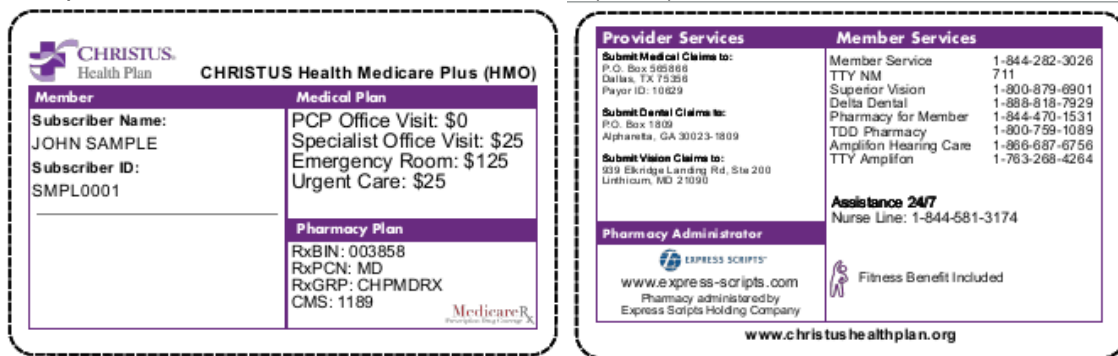 CHRISTUS®
Health Plan
CHRISTUS Health Medicare Plus (HMO)
Member
Subscriber Name:
JOHN SAMPLE
Subscriber ID:
SMPL0001
Medical Plan
PCP Office Visit: $0
Specialist Office Visit: $25
Emergency Room: $125
Urgent Care: $25
Pharmacy Plan
RxBIN: 003858
RxPCN: MD
RxGRP: CHPMDRX
CMS: 1189
MedicareRx
Prescription Drug Coverage
Provider Services
Submit Medical Claims to:
P.O. Box 565866
Dallas, TX 75356
Payor ID: 10629
Submit Dental Claims to:
P.O. Box 1809
Alpharetta, GA 30023-1809
Submit Vision Claims to:
939 Elkridge Landing Rd, Ste 200
Linthicum, MD 21090
Pharmacy Administrator
EXPRESS SCRIPTS®
www.express-scripts.com
Pharmacy administered by
Express Scripts Holding Company
Member Services
Member Service 1-844-282-3026
TTY NM 711
Superior Vision 1-800-879-6901
Delta Dental 1-888-818-7929
Pharmacy for Member 1-844-470-1531
TDD Pharmacy 1-800-759-1089
Amplifon Hearing Care 1-866-687-6756
TTY Amplifon 1-763-268-4264
Assistance 24/7
Nurse Line: 1-844-581-3174
Fitness Benefit Included
www.christushealthplan.org